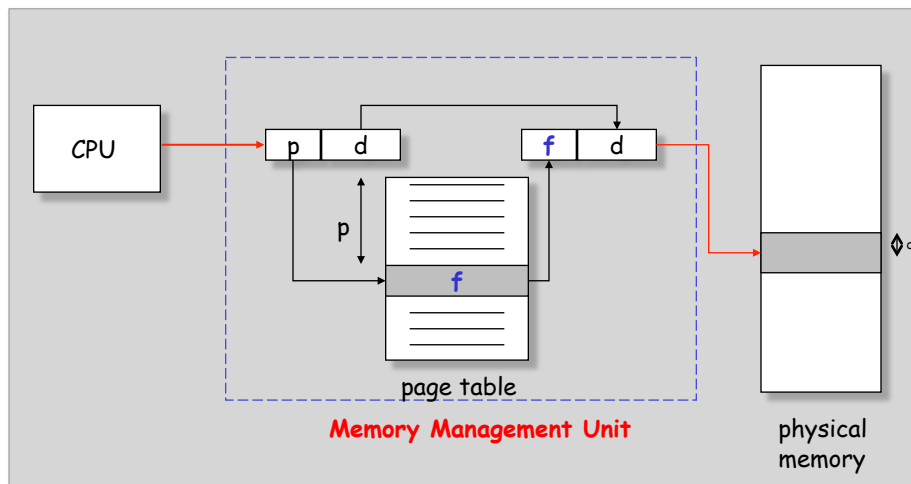 CPU
p d
f d
p
f
page table
Memory Management Unit
physical
memory